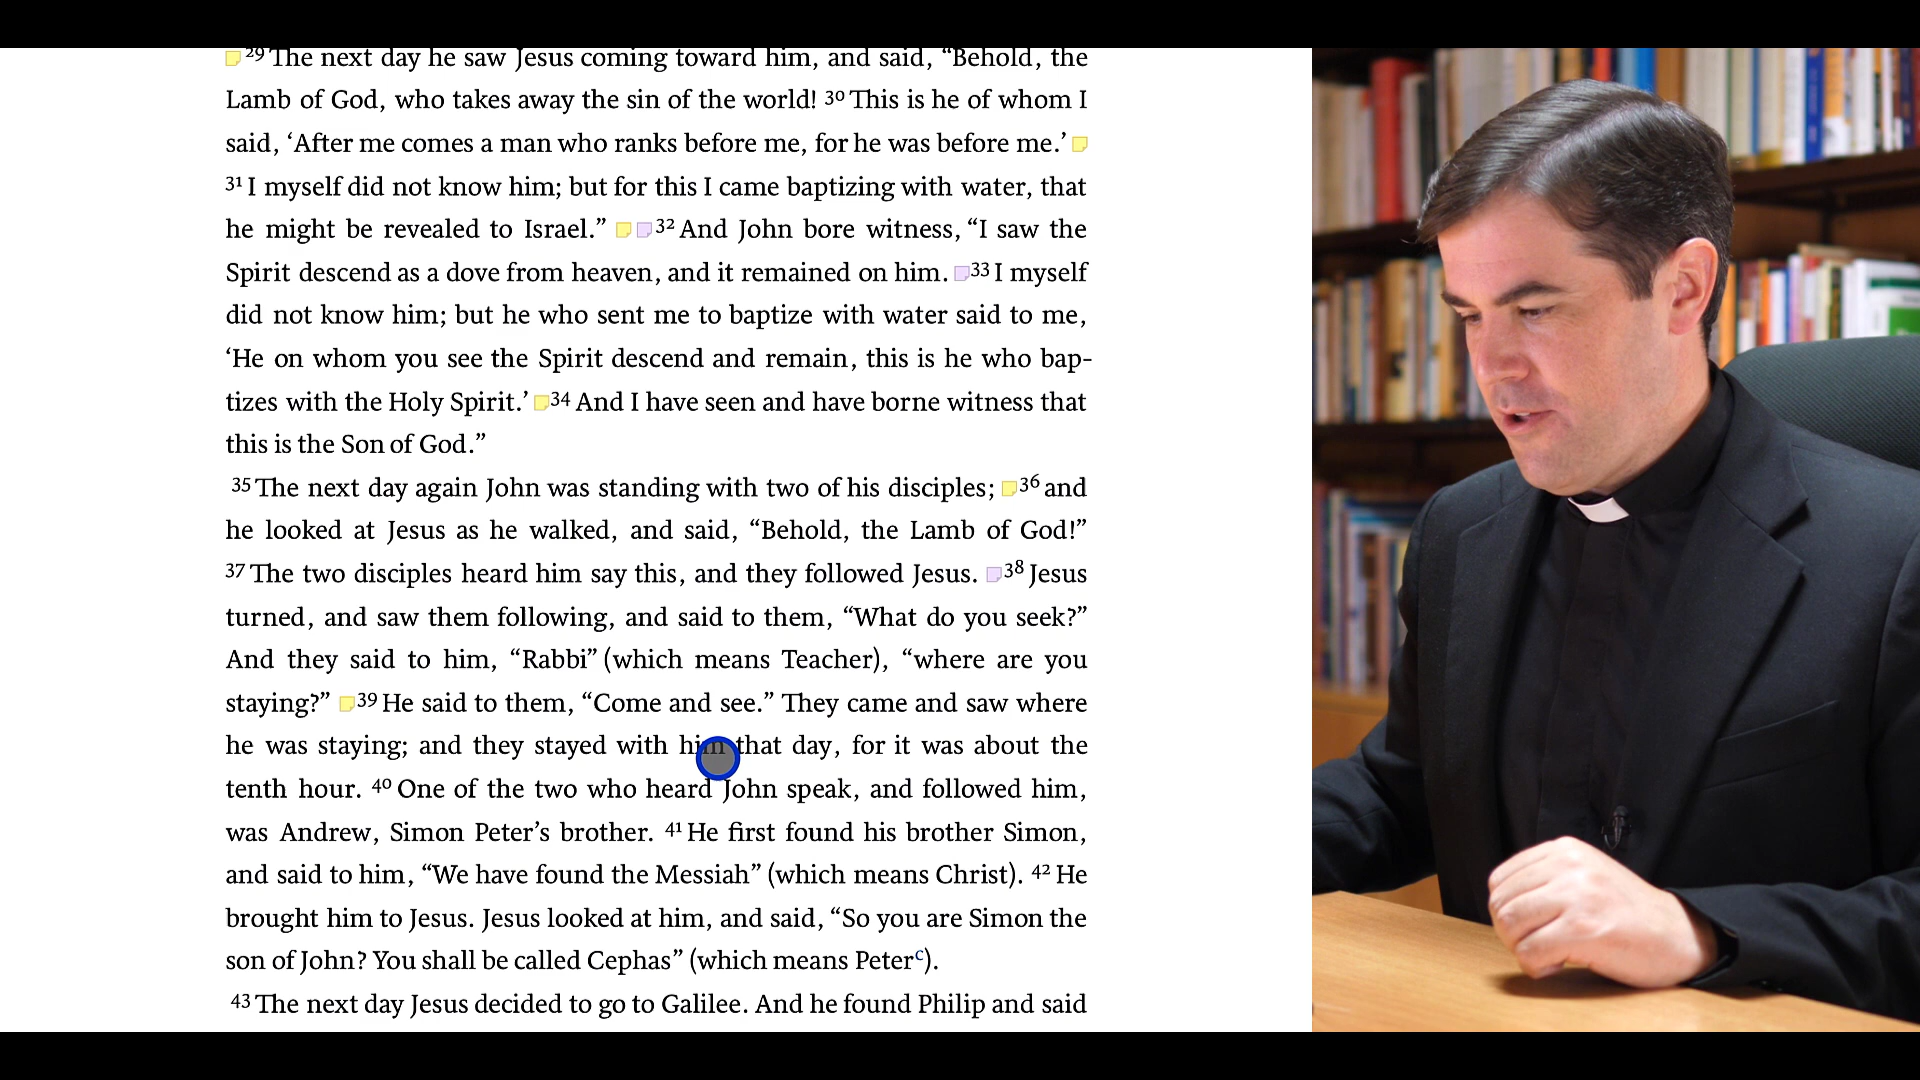 29 The next day he saw Jesus coming toward him, and said, “Behold, the
Lamb of God, who takes away the sin of the world! 30 This is he of whom I
said, ‘After me comes a man who ranks before me, for he was before me.’
31 I myself did not know him; but for this I came baptizing with water, that
he might be revealed to Israel.” 32 And John bore witness, “I saw the
Spirit descend as a dove from heaven, and it remained on him. 33 I myself
did not know him; but he who sent me to baptize with water said to me,
‘He on whom you see the Spirit descend and remain, this is he who bap-
tizes with the Holy Spirit.’ 34 And I have seen and have borne witness that
this is the Son of God.”
35 The next day again John was standing with two of his disciples; 36 and
he looked at Jesus as he walked, and said, “Behold, the Lamb of God!”
37 The two disciples heard him say this, and they followed Jesus. 38 Jesus
turned, and saw them following, and said to them, “What do you seek?”
And they said to him, “Rabbi” (which means Teacher), “where are you
staying?” 39 He said to them, “Come and see.” They came and saw where
he was staying; and they stayed with him that day, for it was about the
tenth hour. 40 One of the two who heard John speak, and followed him,
was Andrew, Simon Peter’s brother. 41 He first found his brother Simon,
and said to him, “We have found the Messiah” (which means Christ). 42 He
brought him to Jesus. Jesus looked at him, and said, “So you are Simon the
son of John? You shall be called Cephas” (which means Peter c).
43 The next day Jesus decided to go to Galilee. And he found Philip and said